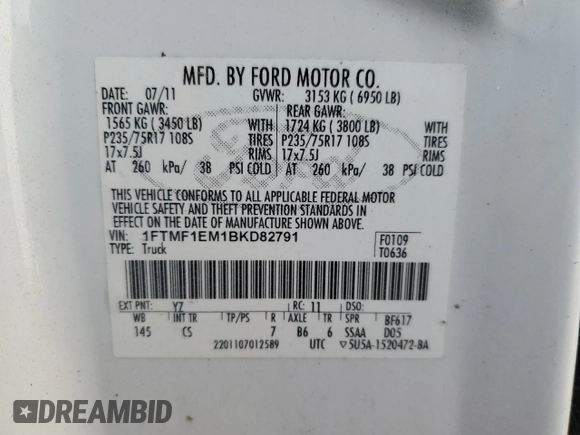 MFD. BY FORD MOTOR CO.
DATE: 07/11 GVWR: 3153 KG ( 6950 LB)
FRONT GAWR: REAR GAWR:
1565 KG ( 3450 LB) WITH 1724 KG ( 3800 LB) WITH
P235/75R17 108S TIRES P235/75R17 108S TIRES
17x7.5J RIMS 17x7.5J RIMS
AT 260 kPa/ 38 PSI COLD AT 260 kPa/ 38 PSI COLD
THIS VEHICLE CONFORMS TO ALL APPLICABLE FEDERAL MOTOR
VEHICLE SAFETY AND THEFT PREVENTION STANDARDS IN
EFFECT ON THE DATE OF MANUFACTURE SHOWN ABOVE.
VIN: 1FTMF1EM1BKD82791 F0109
TYPE: Truck T0636
EXT PNT: Y7 RC: 11 DSO:
WB INT TR TP/PS R AXLE TR SPR BF617
145 CS 7 B6 6 SSAA D05
2201107012589 UTC ▽5U5A-1520472-BA
DREAMBID